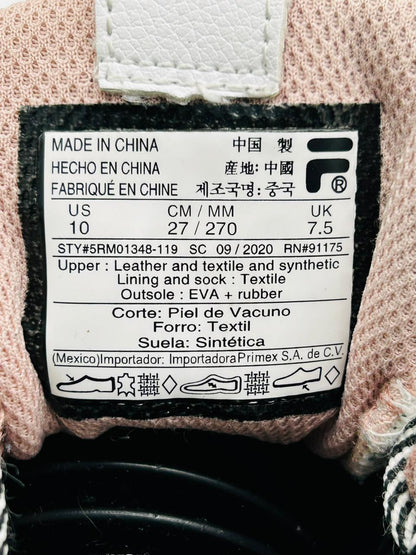 MADE IN CHINA 中国 製
HECHO EN CHINA 産地: 中國
FABRIQUÉ EN CHINE 제조국명: 중국
US CM / MM UK
10 27 / 270 7.5
STY#5RM01348-119 SC 09 / 2020 RN#91175
Upper : Leather and textile and synthetic
Lining and sock : Textile
Outsole : EVA + rubber
Corte: Piel de Vacuno
Forro: Textil
Suela: Sintética
(Mexico)Importador: ImportadoraPrimex S.A. de C.V.